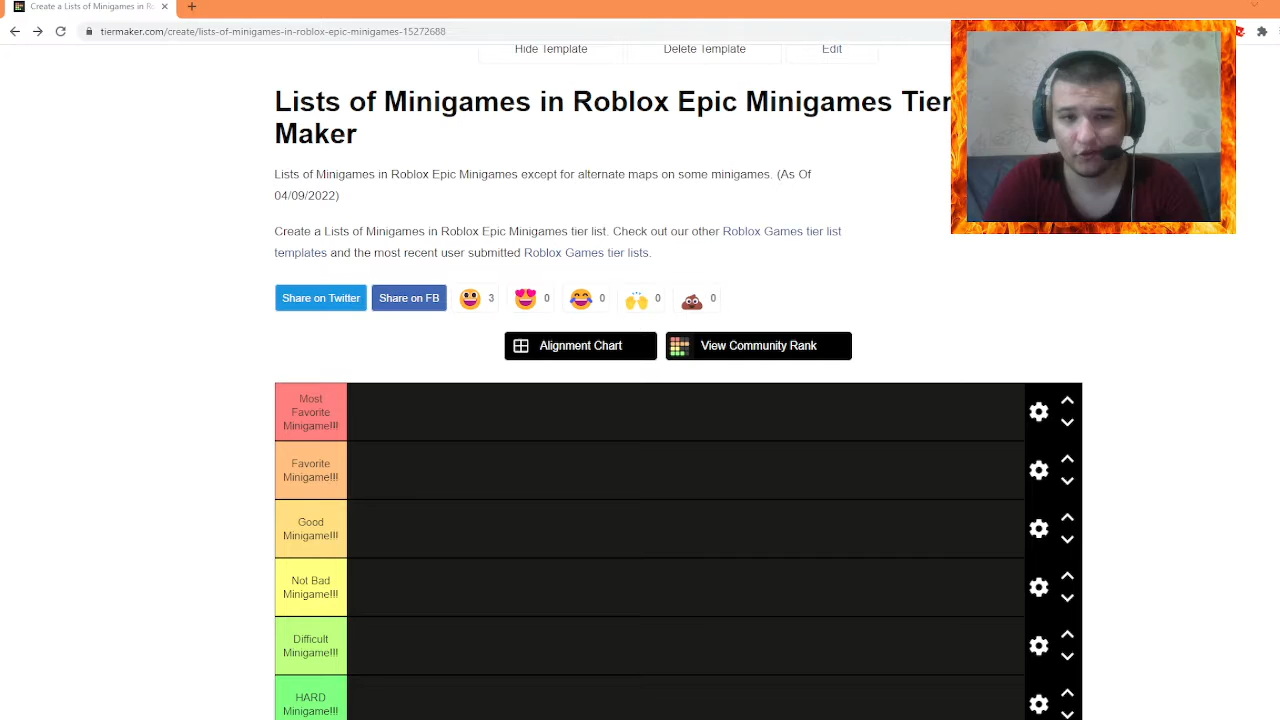 Create a Lists of Minigames in Ro
tiermaker.com/create/lists-of-minigames-in-roblox-epic-minigames-15272688
Hide Template
Delete Template
Edit
Lists of Minigames in Roblox Epic Minigames Tier
Maker
Lists of Minigames in Roblox Epic Minigames except for alternate maps on some minigames. (As Of
04/09/2022)
Create a Lists of Minigames in Roblox Epic Minigames tier list. Check out our other Roblox Games tier list
templates and the most recent user submitted Roblox Games tier lists.
Share on Twitter
Share on FB
3
0
0
0
0
Alignment Chart
View Community Rank
Most
Favorite
Minigame!!!
Favorite
Minigame!!!
Good
Minigame!!!
Not Bad
Minigame!!!
Difficult
Minigame!!!
HARD
Minigame!!!